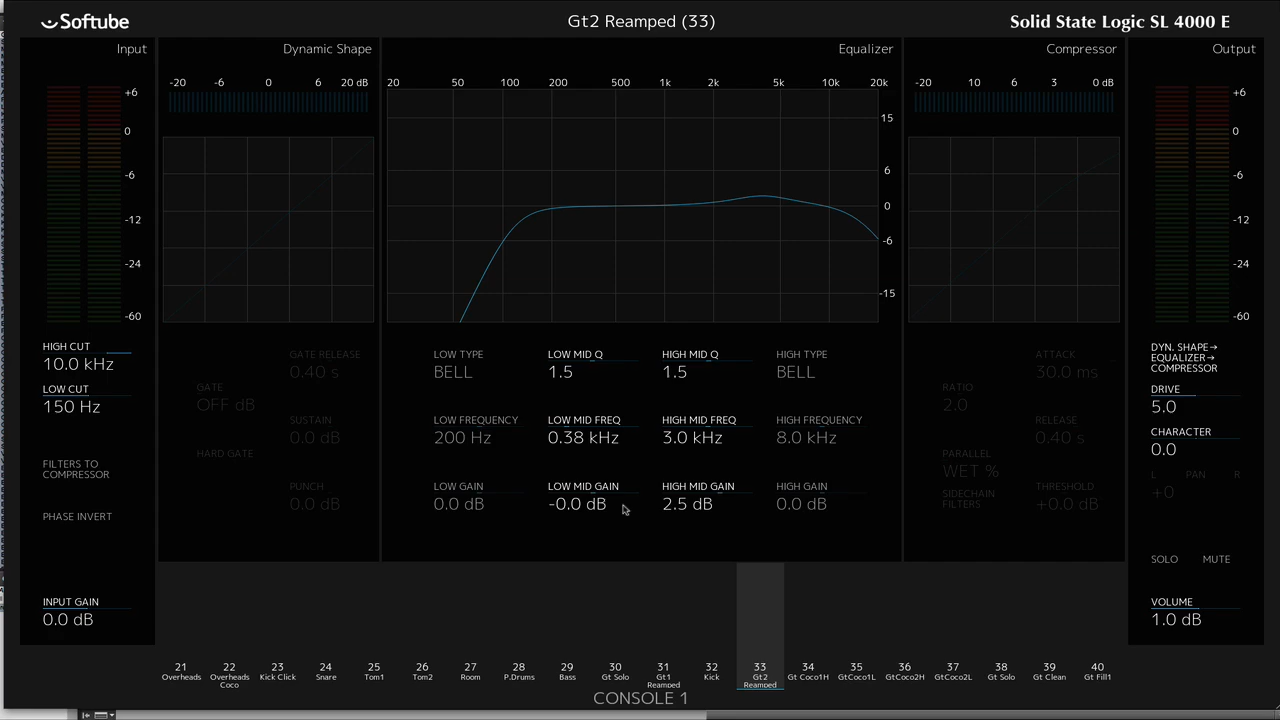 Softube
Gt2 Reamped (33)
Solid State Logic SL 4000 E
Input
Dynamic Shape
Equalizer
Compressor
Output
+6
0
-6
-12
-24
-60
-20 -6 0 6 20 dB
20 50 100 200 500 1k 2k 5k 10k 20k
15
6
0
-6
-15
-20 10 6 3 0 dB
+6
0
-6
-12
-24
-60
HIGH CUT
10.0 kHz
LOW CUT
150 Hz
FILTERS TO
COMPRESSOR
PHASE INVERT
INPUT GAIN
0.0 dB
GATE RELEASE
0.40 s
GATE
OFF dB
SUSTAIN
0.0 dB
HARD GATE
PUNCH
0.0 dB
LOW TYPE
BELL
LOW MID Q
1.5
HIGH MID Q
1.5
HIGH TYPE
BELL
LOW FREQUENCY
200 Hz
LOW MID FREQ
0.38 kHz
HIGH MID FREQ
3.0 kHz
HIGH FREQUENCY
8.0 kHz
LOW GAIN
0.0 dB
LOW MID GAIN
-0.0 dB
HIGH MID GAIN
2.5 dB
HIGH GAIN
0.0 dB
ATTACK
30.0 ms
RATIO
2.0
RELEASE
0.40 s
PARALLEL
WET %
SIDECHAIN
FILTERS
THRESHOLD
+0.0 dB
DYN. SHAPE→
EQUALIZER→
COMPRESSOR
DRIVE
5.0
CHARACTER
0.0
L PAN R
+0
SOLO MUTE
VOLUME
1.0 dB
21
Overheads
22
Overheads
Coco
23
Kick Click
24
Snare
25
Tom1
26
Tom2
27
Room
28
P.Drums
29
Bass
30
Gt Solo
31
Gt1
Reamped
32
Kick
33
Gt2
Reamped
34
Gt Coco1H
35
GtCoco1L
36
GtCoco2H
37
GtCoco2L
38
Gt Solo
39
Gt Clean
40
Gt Fill1
CONSOLE 1